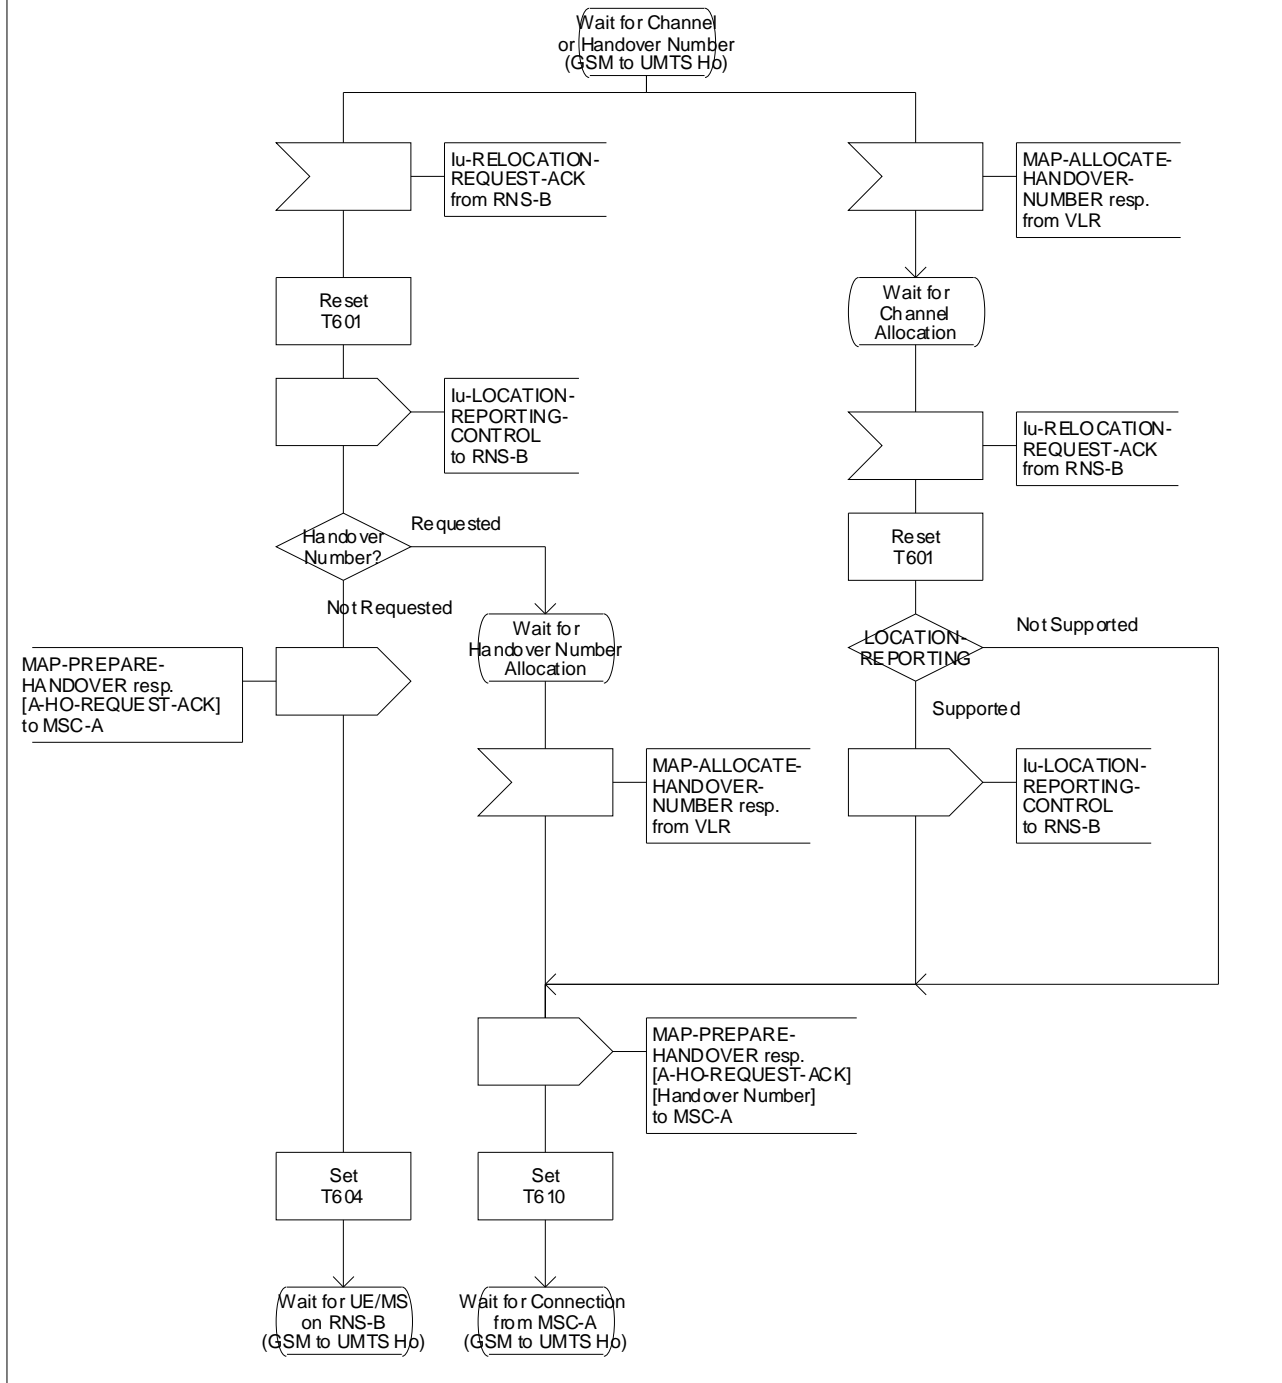 Wait for Channel
or Handover Number
(GSM to UMTS Ho)
Iu-RELOCATION-
REQUEST-ACK
from RNS-B
MAP-ALLOCATE-
HANDOVER-
NUMBER resp.
from VLR
Reset
T601
Wait for
Channel
Allocation
Iu-LOCATION-
REPORTING-
CONTROL
to RNS-B
Iu-RELOCATION-
REQUEST-ACK
from RNS-B
Handover
Number?
Requested
Not Requested
Reset
T601
Wait for
Handover Number
Allocation
LOCATION-
REPORTING
Not Supported
Supported
MAP-PREPARE-
HANDOVER resp.
[A-HO-REQUEST-ACK]
to MSC-A
MAP-ALLOCATE-
HANDOVER-
NUMBER resp.
from VLR
Iu-LOCATION-
REPORTING-
CONTROL
to RNS-B
MAP-PREPARE-
HANDOVER resp.
[A-HO-REQUEST-ACK]
[Handover Number]
to MSC-A
Set
T604
Set
T610
Wait for UE/MS
on RNS-B
(GSM to UMTS Ho)
Wait for Connection
from MSC-A
(GSM to UMTS Ho)